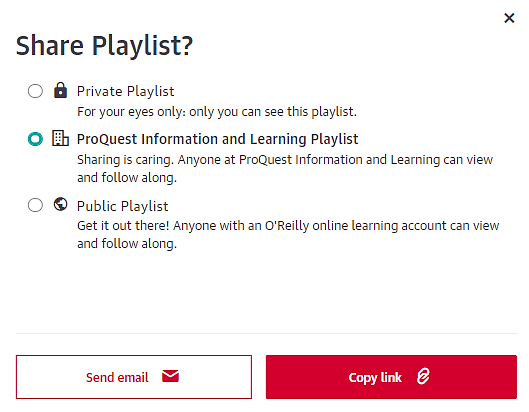 Share Playlist?
Private Playlist
For your eyes only: only you can see this playlist.
ProQuest Information and Learning Playlist
Sharing is caring. Anyone at ProQuest Information and Learning can view
and follow along.
Public Playlist
Get it out there! Anyone with an O'Reilly online learning account can view
and follow along.
Send email
Copy link